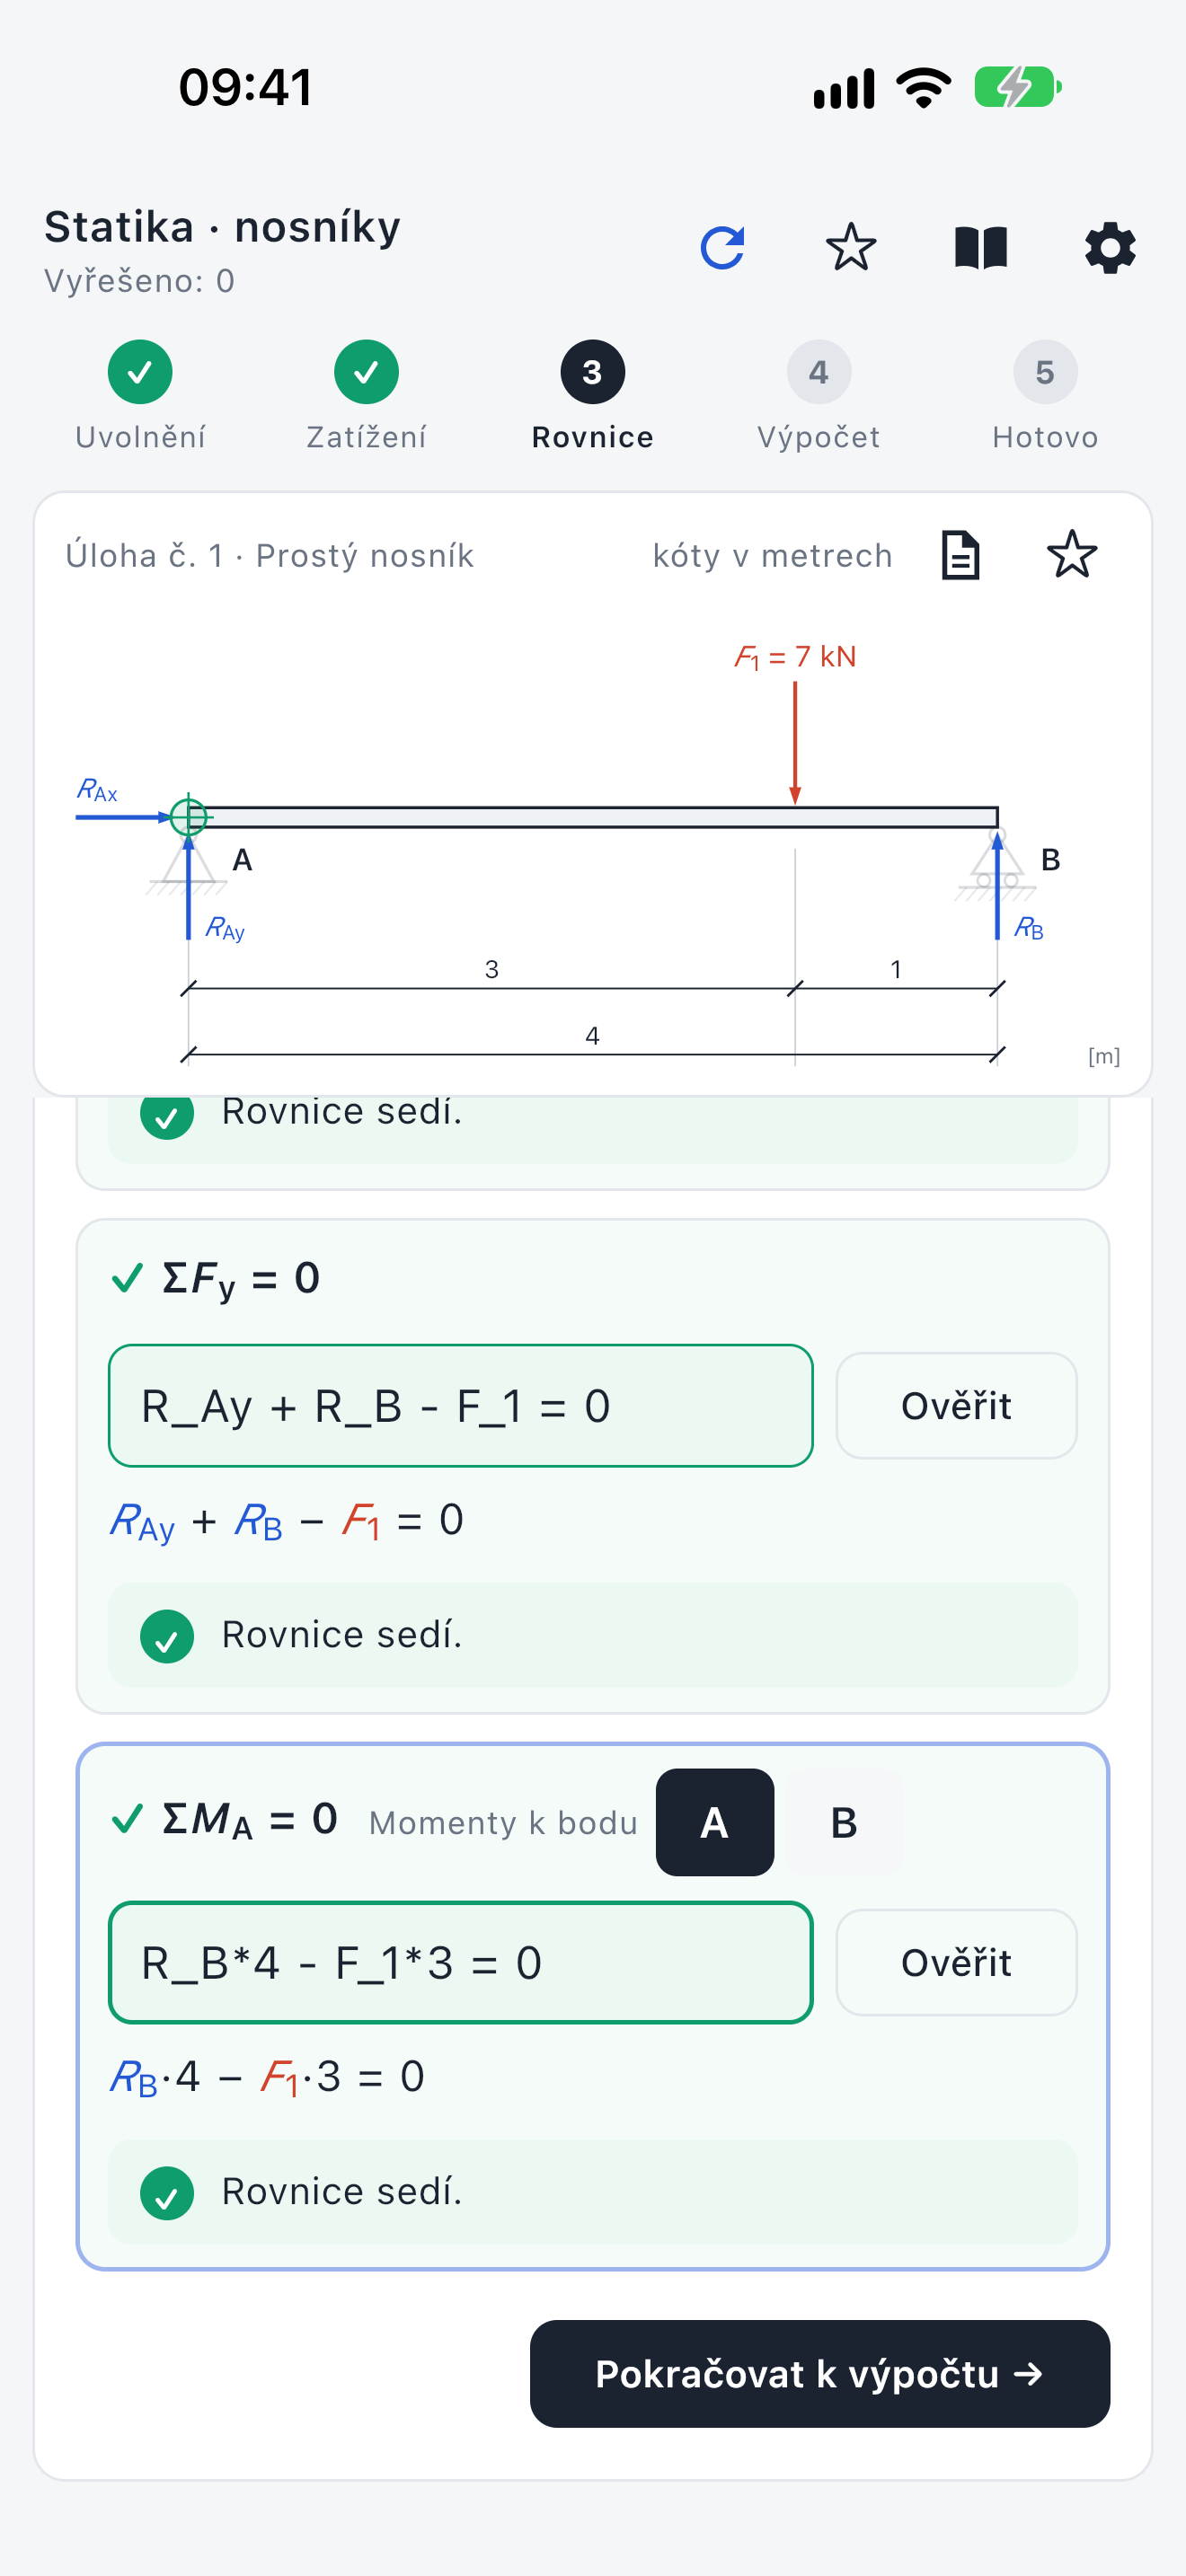 09:41
Statika · nosníky
Vyřešeno: 0
3
4
5
Uvolnění
Zatížení
Rovnice
Výpočet
Hotovo
Úloha č. 1 · Prostý nosník
kóty v metrech
F1 = 7 kN
RAx
A
B
RAy
RB
3
1
4
[m]
Rovnice sedí.
ΣFy = 0
R_Ay + R_B - F_1 = 0
Ověřit
RAy + RB − F1 = 0
Rovnice sedí.
ΣMA = 0 Momenty k bodu A B
R_B*4 - F_1*3 = 0
Ověřit
RB·4 − F1·3 = 0
Rovnice sedí.
Pokračovat k výpočtu →